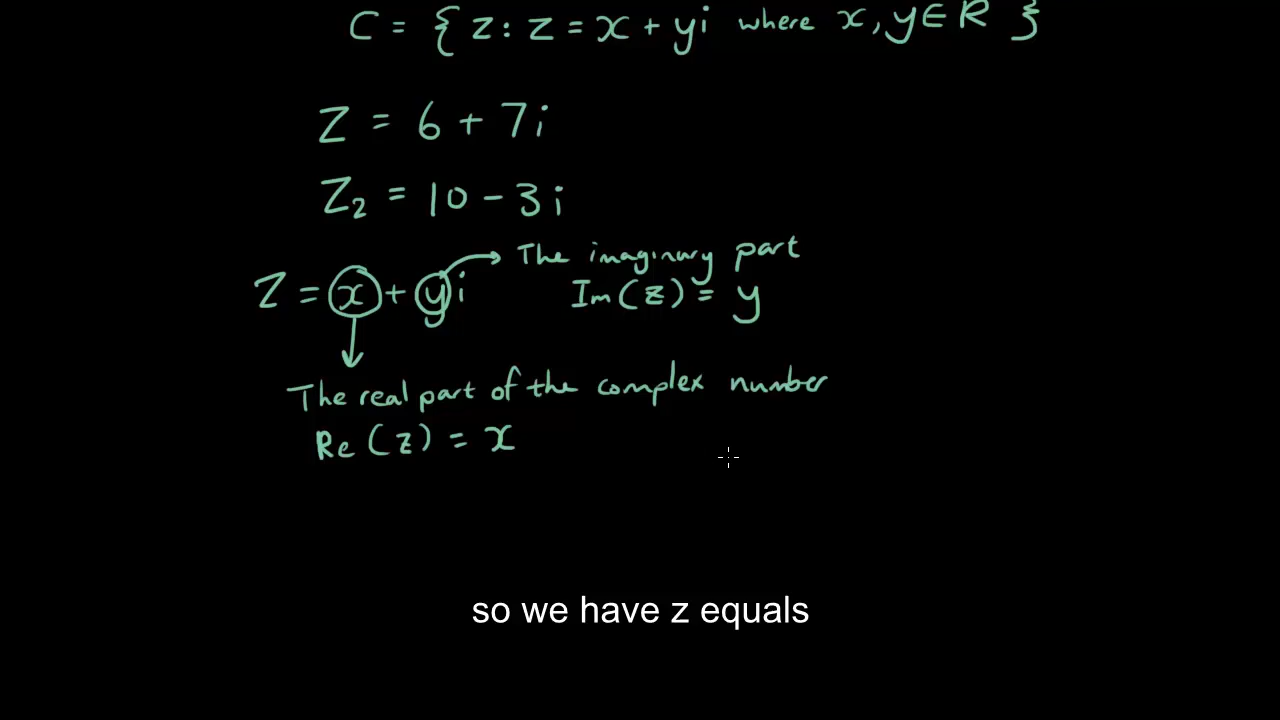 C = { z : z = x + yi where x, y ∈ R }
Z = 6 + 7i
Z₂ = 10 - 3i
The imaginary part
Z = x + yi Im(z) = y
The real part of the complex number
Re(z) = x
so we have z equals